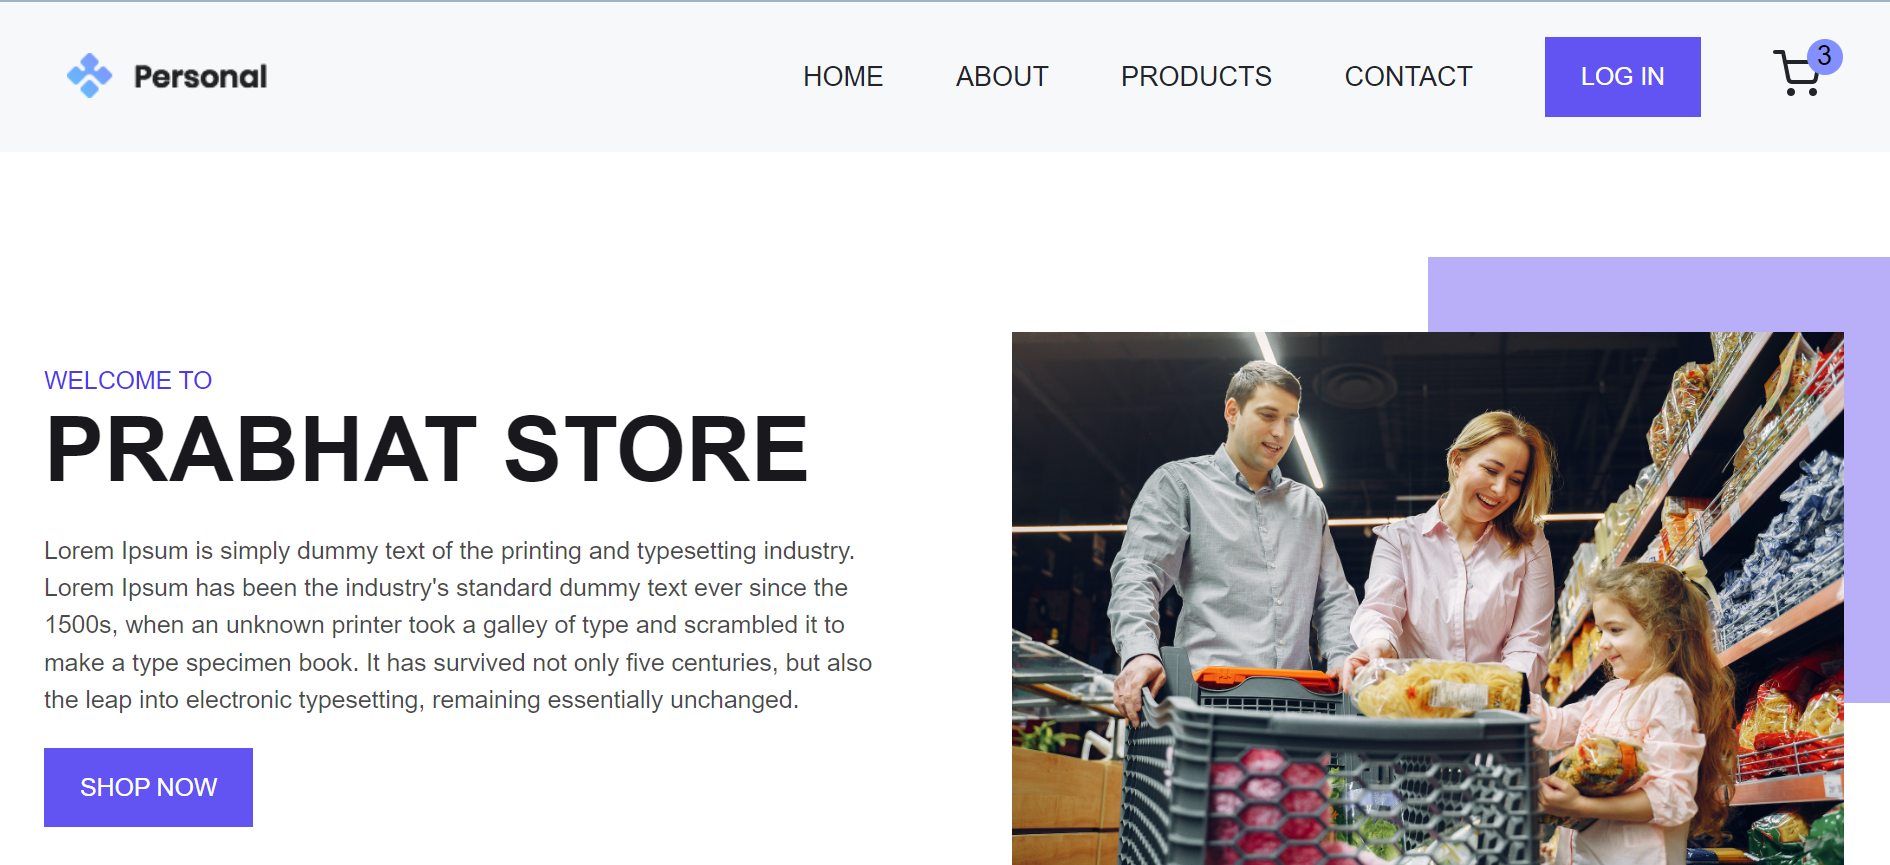 Personal
HOME ABOUT PRODUCTS CONTACT LOG IN 3
WELCOME TO
PRABHAT STORE
Lorem Ipsum is simply dummy text of the printing and typesetting industry.
Lorem Ipsum has been the industry's standard dummy text ever since the
1500s, when an unknown printer took a galley of type and scrambled it to
make a type specimen book. It has survived not only five centuries, but also
the leap into electronic typesetting, remaining essentially unchanged.
SHOP NOW